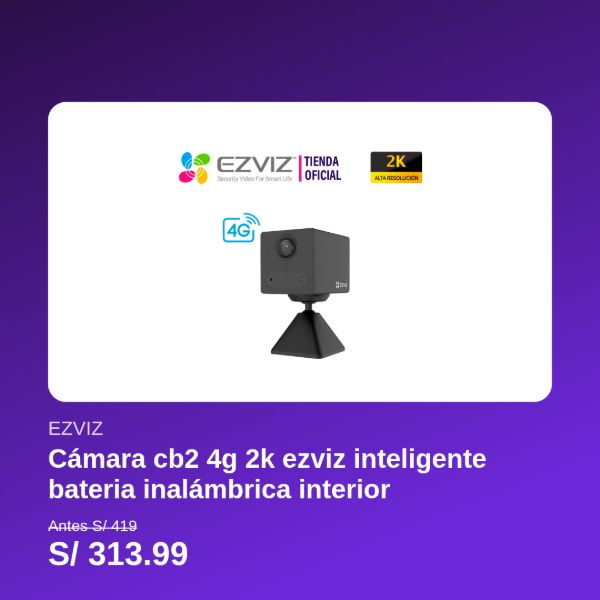 EZVIZ™ TIENDA OFICIAL
Security Video For Smart Life
2K
ALTA RESOLUCIÓN
4G
EZVIZ
EZVIZ
Cámara cb2 4g 2k ezviz inteligente
bateria inalámbrica interior
Antes S/ 419
S/ 313.99